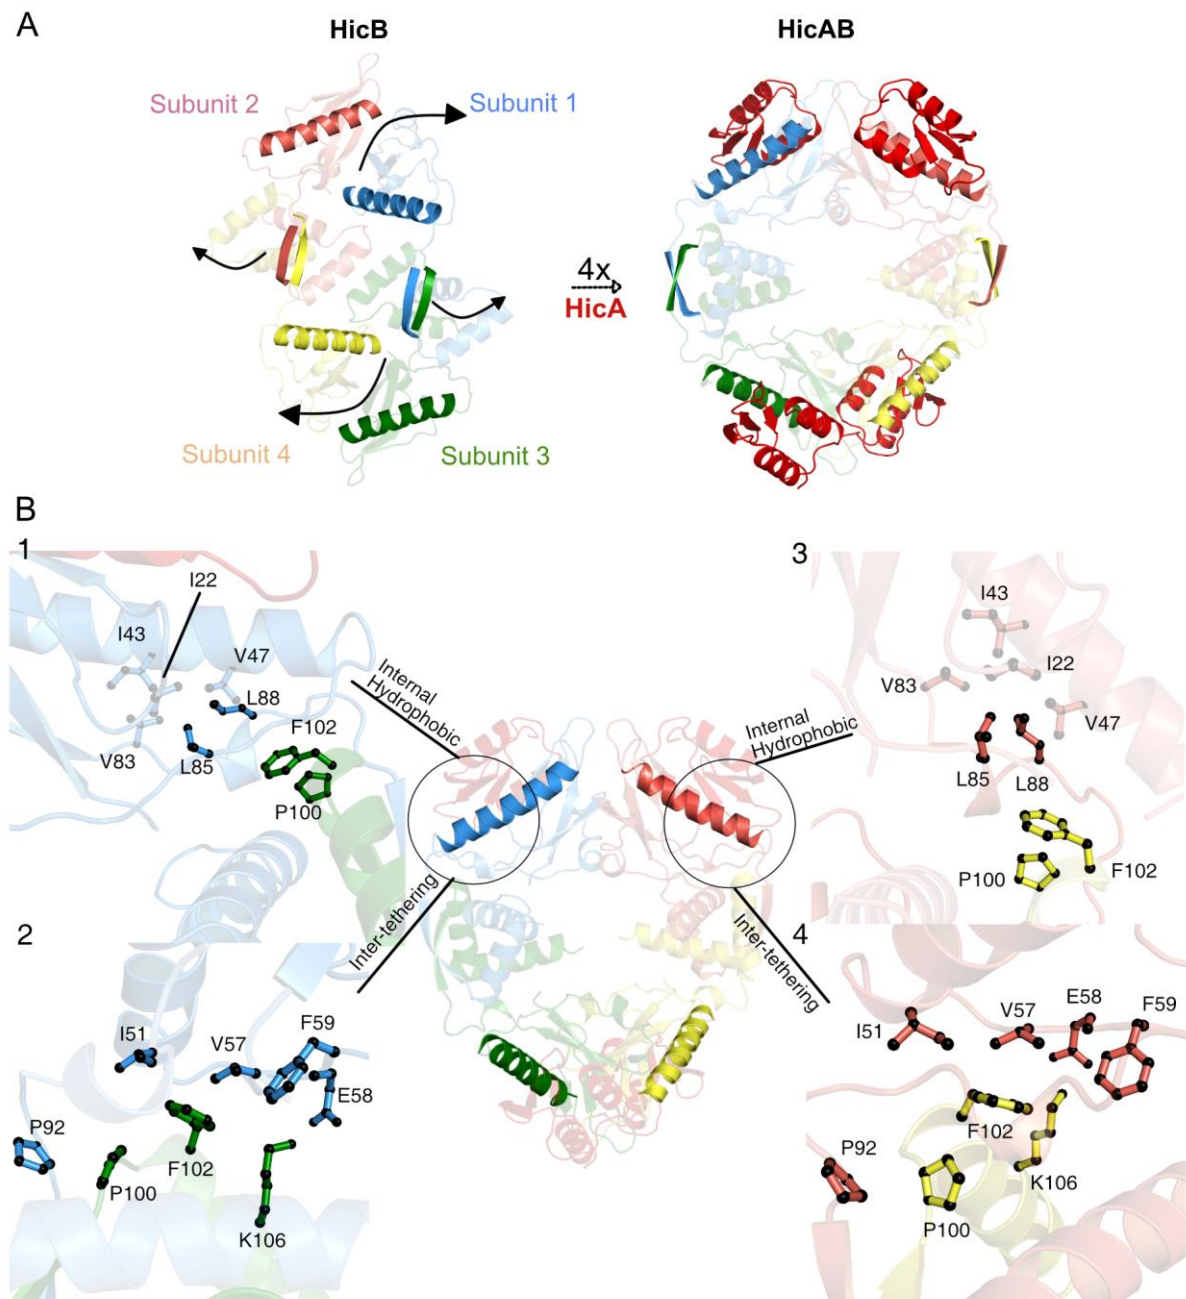 A
HicB
HicAB
Subunit 2
Subunit 1
4x
HicA
Subunit 4
Subunit 3
B
1
I22
I43
V47
L88
F102
V83
L85
P100
Internal
Hydrophobic
3
I43
I22
V83
V47
L85
L88
P100
F102
Internal
Hydrophobic
2
I51
V57
F59
E58
P92
F102
P100
K106
Inter-tethering
4
I51
V57
E58
F59
F102
P92
K106
P100
Inter-tethering